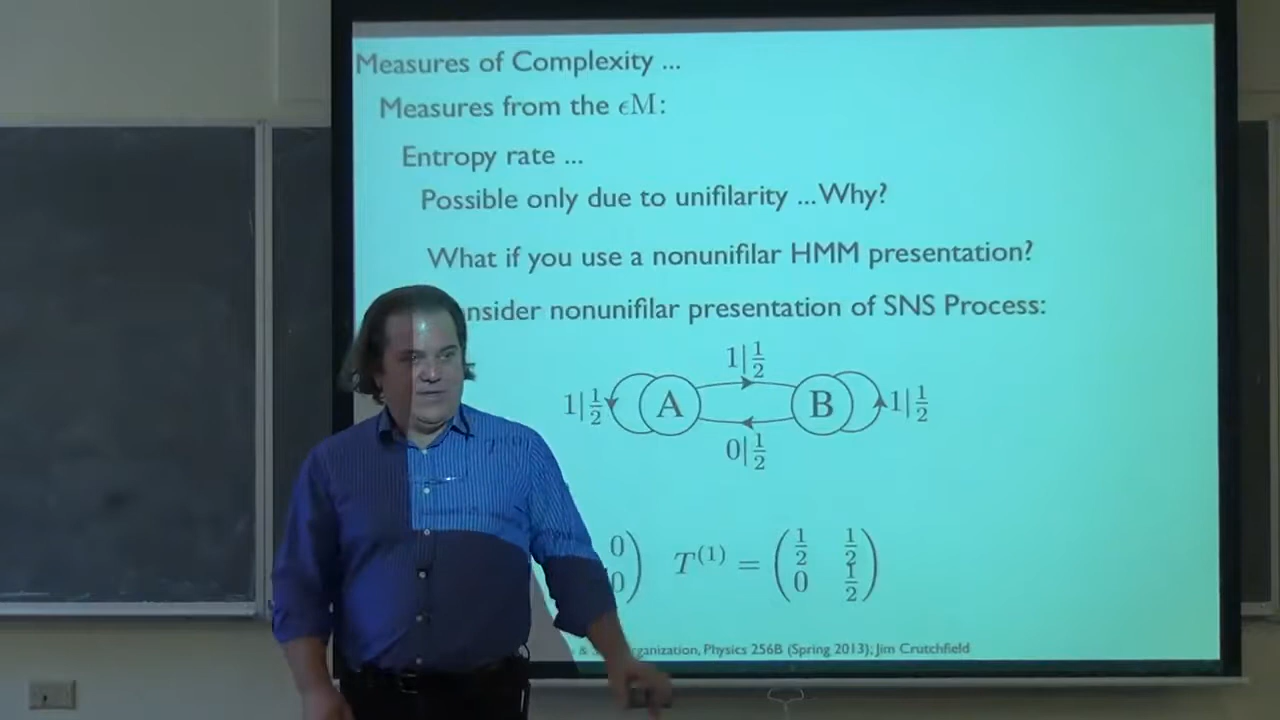 Measures of Complexity ...
Measures from the ϵM:
Entropy rate ...
Possible only due to unifilarity ... Why?
What if you use a nonunifilar HMM presentation?
nsider nonunifilar presentation of SNS Process:
1|1/2
1|1/2 A B 1|1/2
0|1/2
0 0) T^(1) = (1/2 1/2 0 1/2)
& S rganization, Physics 256B (Spring 2013); Jim Crutchfield